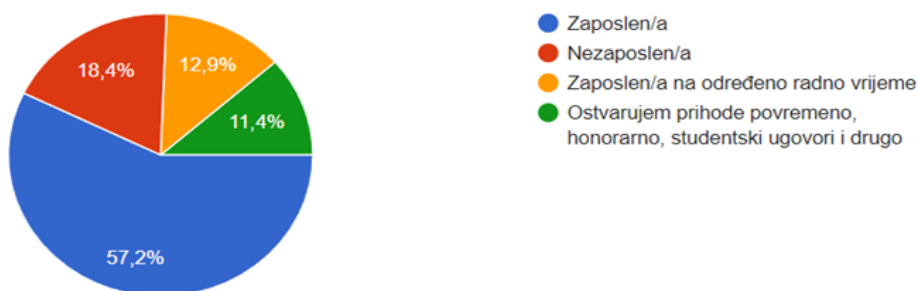 18,4%
12,9%
11,4%
57,2%
Zaposlen/a
Nezaposlen/a
Zaposlen/a na određeno radno vrijeme
Ostvarujem prihode povremeno,
honorarno, studentski ugovori i drugo